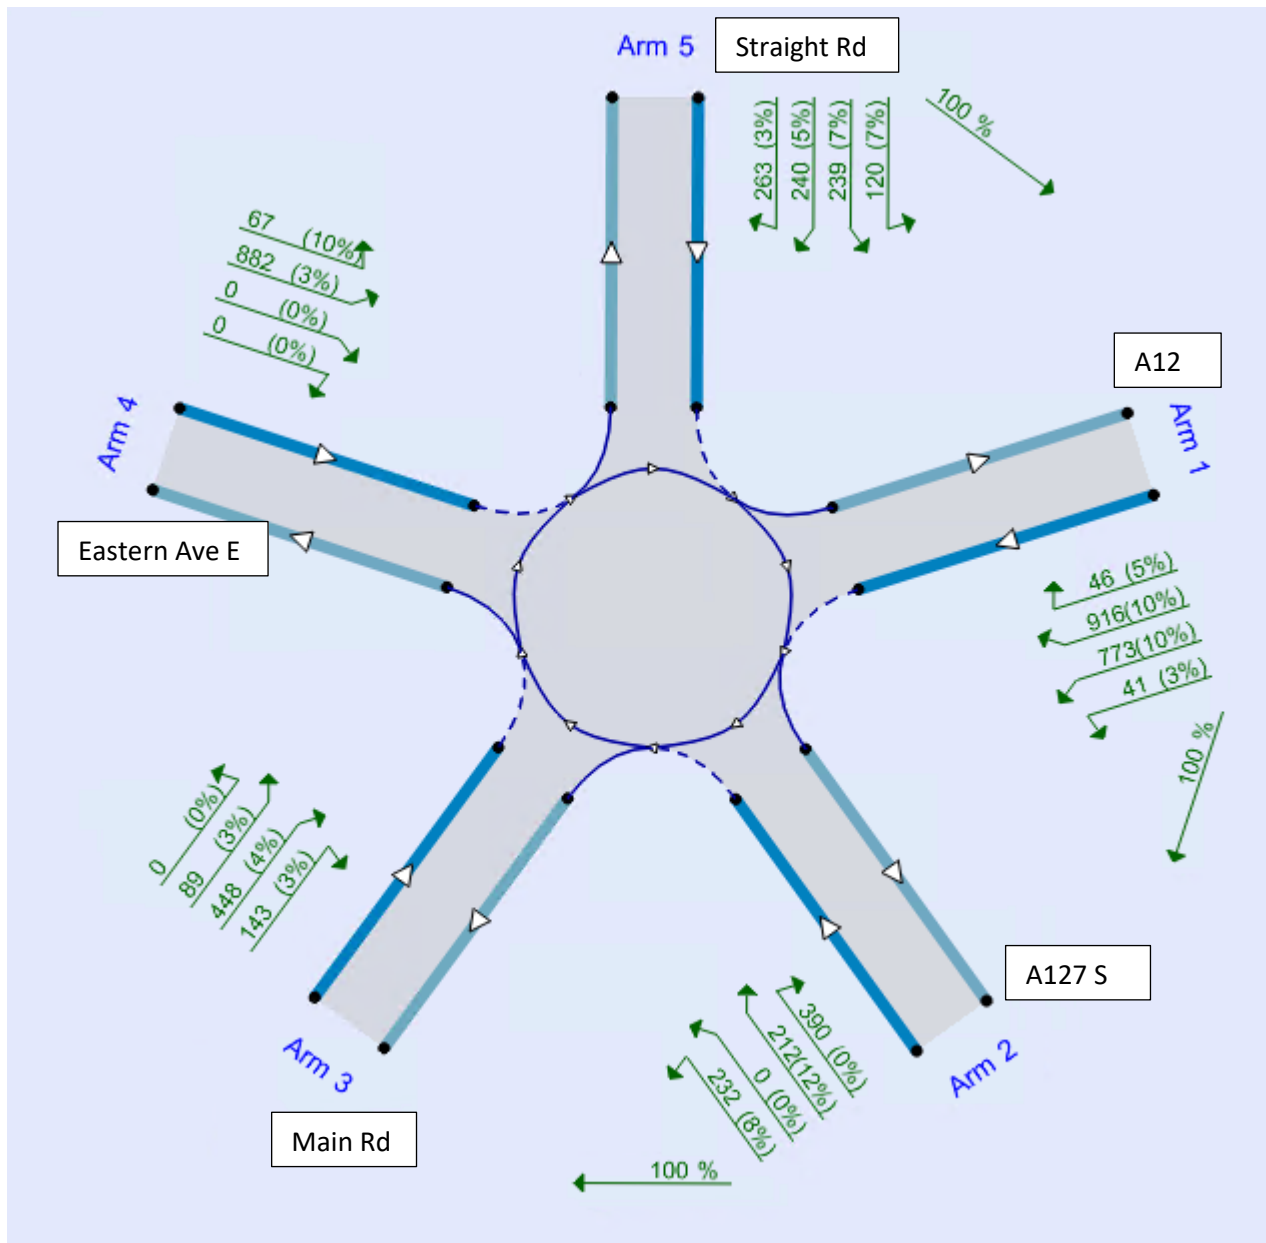 Arm 5
Straight Rd
263 (3%)
240 (5%)
239 (7%)
120 (7%)
100 %
67 (10%)
882 (3%)
0 (0%)
0 (0%)
Arm 4
Eastern Ave E
A12
Arm 1
46 (5%)
916(10%)
773(10%)
41 (3%)
100 %
0 (0%)
89 (3%)
448 (4%)
143 (3%)
Arm 3
Main Rd
A127 S
Arm 2
390 (0%)
212(12%)
0 (0%)
232 (8%)
100 %